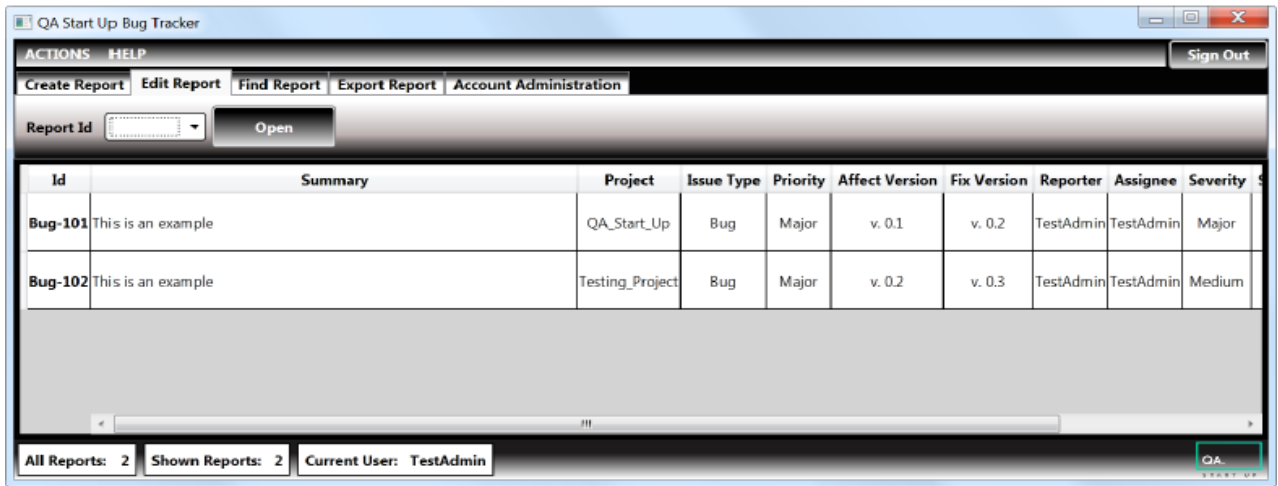 QA Start Up Bug Tracker
ACTIONS HELP
Sign Out
Create Report Edit Report Find Report Export Report Account Administration
Report Id Open
Id Summary Project Issue Type Priority Affect Version Fix Version Reporter Assignee Severity S
Bug-101 This is an example QA_Start_Up Bug Major v. 0.1 v. 0.2 TestAdmin TestAdmin Major
Bug-102 This is an example Testing_Project Bug Major v. 0.2 v. 0.3 TestAdmin TestAdmin Medium
All Reports: 2 Shown Reports: 2 Current User: TestAdmin
QA.
START UP